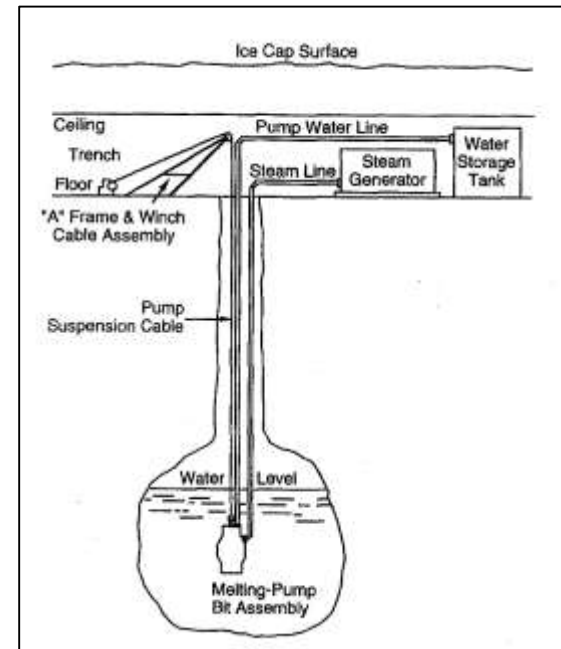 Ice Cap Surface
Ceiling
Pump Water Line
Water
Storage
Tank
Trench
Steam Line
Steam
Generator
Floor
"A" Frame & Winch
Cable Assembly
Pump
Suspension Cable
Water Level
Melting-Pump
Bit Assembly